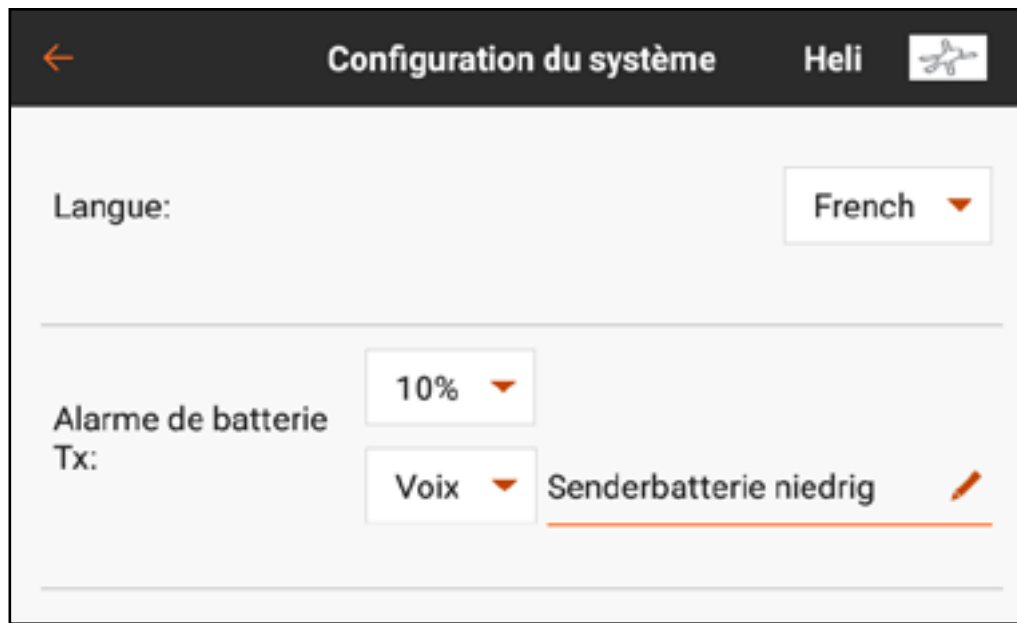 Configuration du système Heli
Langue: French
10%
Alarme de batterie
Tx:
Voix Senderbatterie niedrig